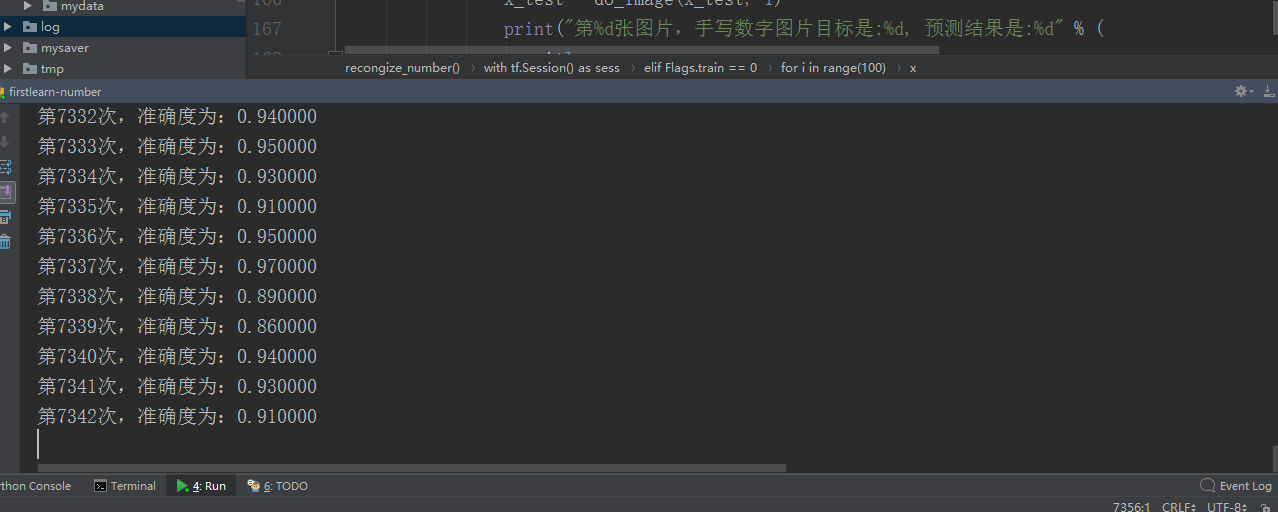 mydata
log
mysaver
tmp
167
print("第%d张图片，手写数字图片目标是:%d, 预测结果是:%d" % (
recongize_number() › with tf.Session() as sess › elif Flags.train == 0 › for i in range(100) › x
firstlearn-number
第7332次，准确度为：0.940000
第7333次，准确度为：0.950000
第7334次，准确度为：0.930000
第7335次，准确度为：0.910000
第7336次，准确度为：0.950000
第7337次，准确度为：0.970000
第7338次，准确度为：0.890000
第7339次，准确度为：0.860000
第7340次，准确度为：0.940000
第7341次，准确度为：0.930000
第7342次，准确度为：0.910000
thon Console Terminal 4: Run 6: TODO Event Log
7356:1 CRLF UTF-8